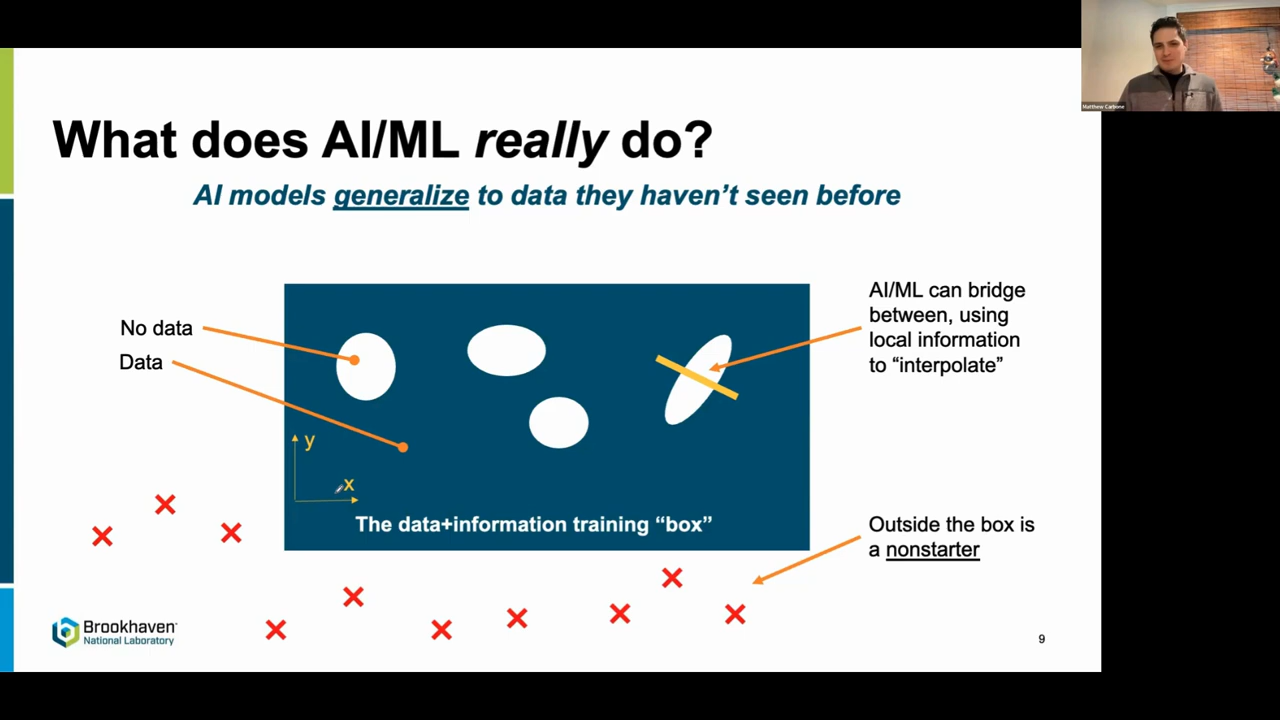 Matthew Carbone
What does AI/ML really do?
AI models generalize to data they haven't seen before
No data
Data
AI/ML can bridge
between, using
local information
to “interpolate”
y
x
The data+information training “box”
Outside the box is
a nonstarter
Brookhaven
National Laboratory
9